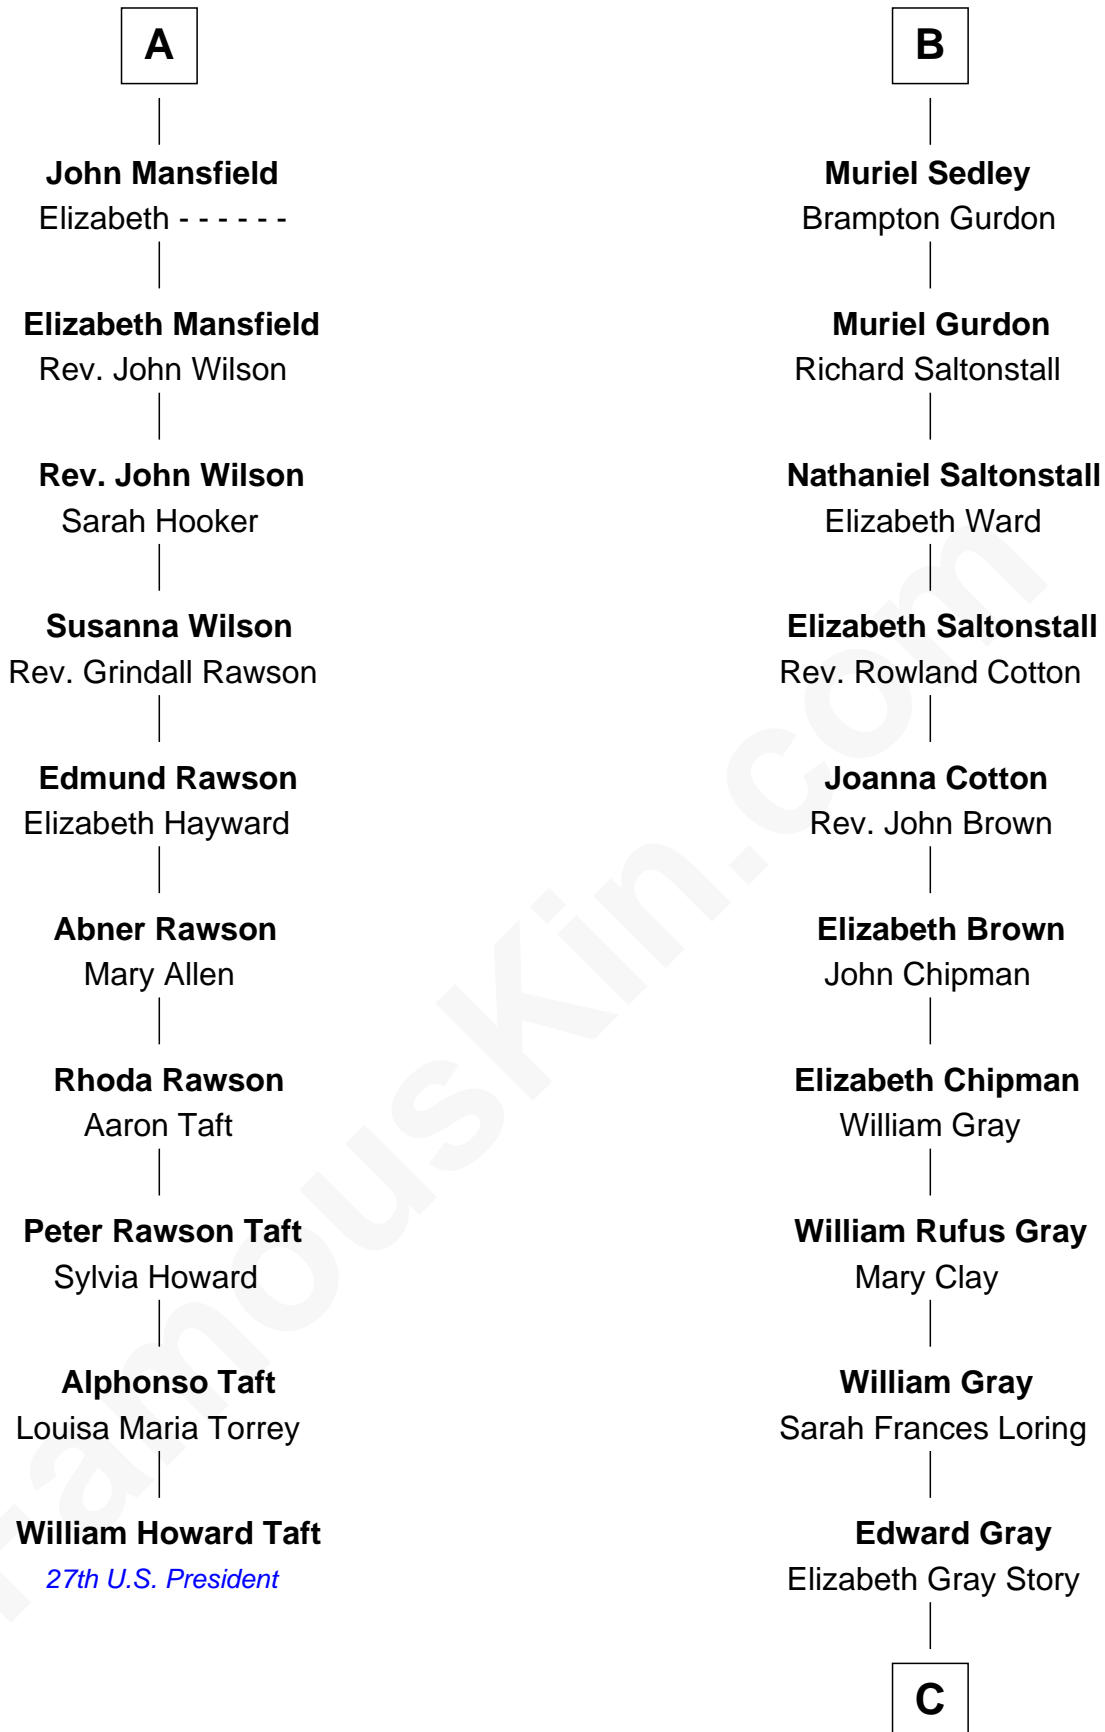 A
John Mansfield
Elizabeth - - - - - -
Elizabeth Mansfield
Rev. John Wilson
Rev. John Wilson
Sarah Hooker
Susanna Wilson
Rev. Grindall Rawson
Edmund Rawson
Elizabeth Hayward
Abner Rawson
Mary Allen
Rhoda Rawson
Aaron Taft
Peter Rawson Taft
Sylvia Howard
Alphonso Taft
Louisa Maria Torrey
William Howard Taft
27th U.S. President
B
Muriel Sedley
Brampton Gurdon
Muriel Gurdon
Richard Saltonstall
Nathaniel Saltonstall
Elizabeth Ward
Elizabeth Saltonstall
Rev. Rowland Cotton
Joanna Cotton
Rev. John Brown
Elizabeth Brown
John Chipman
Elizabeth Chipman
William Gray
William Rufus Gray
Mary Clay
William Gray
Sarah Frances Loring
Edward Gray
Elizabeth Gray Story
C
FamousKin.com